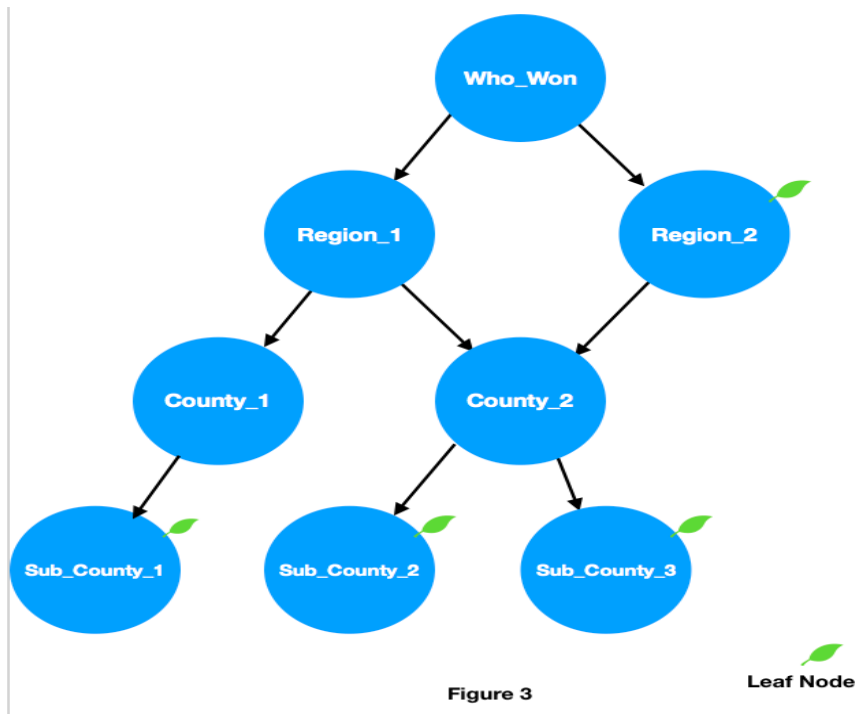 Who_Won
Region_1
Region_2
County_1
County_2
Sub_County_1
Sub_County_2
Sub_County_3
Leaf Node
Figure 3